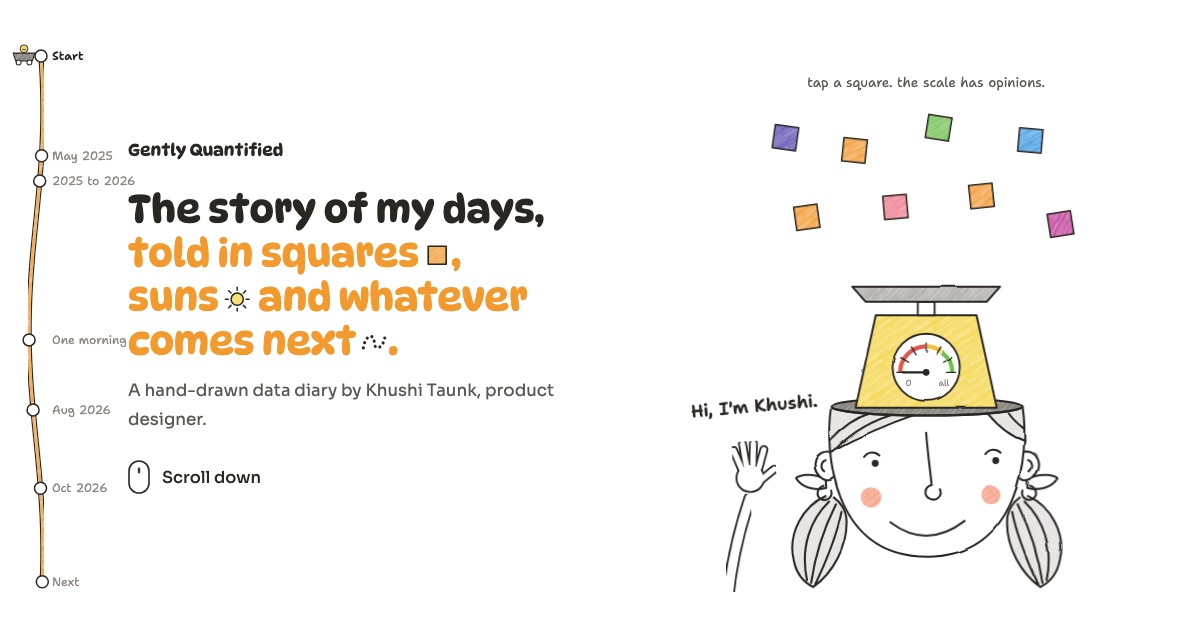 Start
May 2025
2025 to 2026
One morning
Aug 2026
Oct 2026
Next
Gently Quantified
The story of my days,
told in squares ,
suns and whatever
comes next .
A hand-drawn data diary by Khushi Taunk, product
designer.
Scroll down
tap a square. the scale has opinions.
0 all
Hi, I'm Khushi.